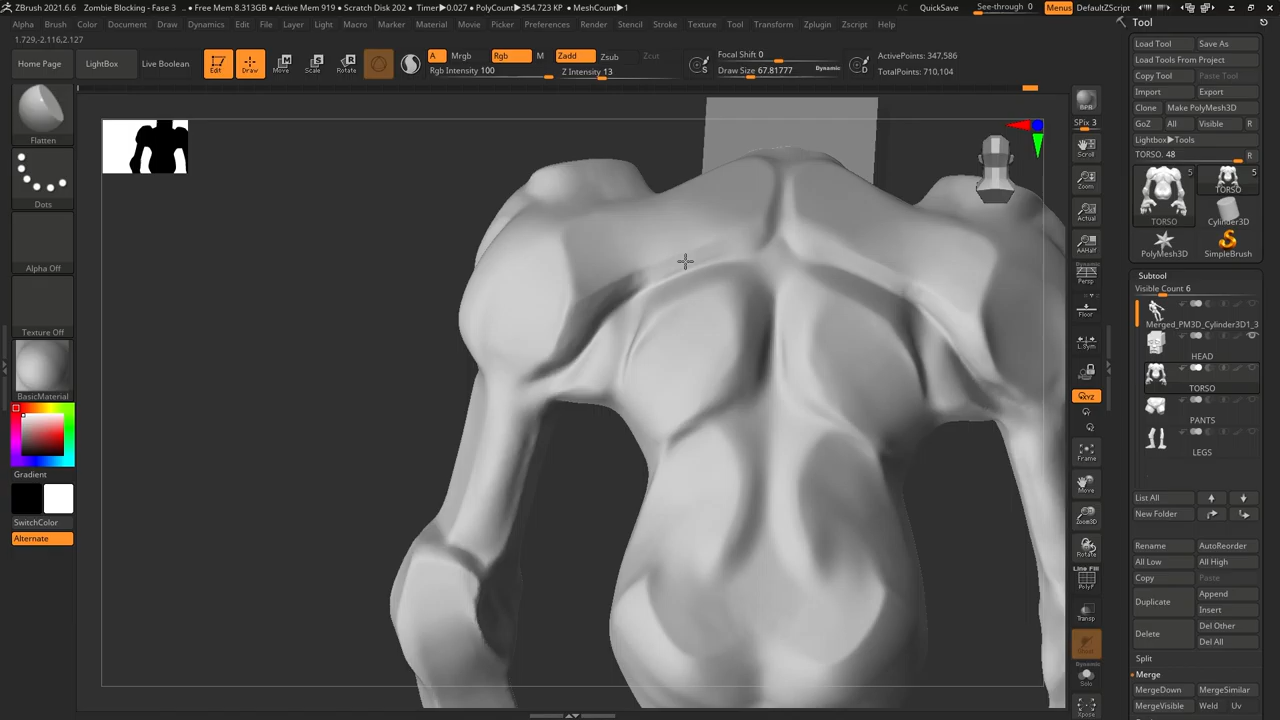 ZBrush 2021.6.6 Zombie Blocking - Fase 3 • Free Mem 8.313GB • Active Mem 919 • Scratch Disk 202 • Timer▶0.027 • PolyCount▶354.723 KP • MeshCount▶1 AC QuickSave See-through 0 Menus DefaultZScript
Alpha Brush Color Document Draw Dynamics Edit File Layer Light Macro Marker Material Movie Picker Preferences Render Stencil Stroke Texture Tool Transform Zplugin Zscript Help
1.729,-2.116,2.127
Home Page LightBox Live Boolean Edit Draw Move Scale Rotate
A Mrgb Rgb M Zadd Zsub Zcut
Rgb Intensity 100 Z Intensity 13
Focal Shift 0
Draw Size 67.81777 Dynamic
S D
ActivePoints: 347,586
TotalPoints: 710,104
Flatten
Dots
Alpha Off
Texture Off
BasicMaterial
Gradient
SwitchColor
Alternate
BPR
SPix 3
Scroll
Zoom
Actual
AAHalf
Dynamic
Persp
Floor
L.Sym
XYZ
Frame
Move
Zoom3D
Rotate
Line Fill
PolyF
Transp
Ghost
Dynamic
Solo
Xpose
Tool
Load Tool Save As
Load Tools From Project
Copy Tool Paste Tool
Import Export
Clone Make PolyMesh3D
GoZ All Visible R
Lightbox▶Tools
TORSO. 48 R
5 5
TORSO
TORSO Cylinder3D
PolyMesh3D SimpleBrush
Subtool
Visible Count 6
Merged_PM3D_Cylinder3D1_3
HEAD
TORSO
PANTS
LEGS
List All
New Folder
Rename AutoReorder
All Low All High
Copy Paste
Duplicate Append
Insert
Delete Del Other
Del All
Split
Merge
MergeDown MergeSimilar
MergeVisible Weld Uv